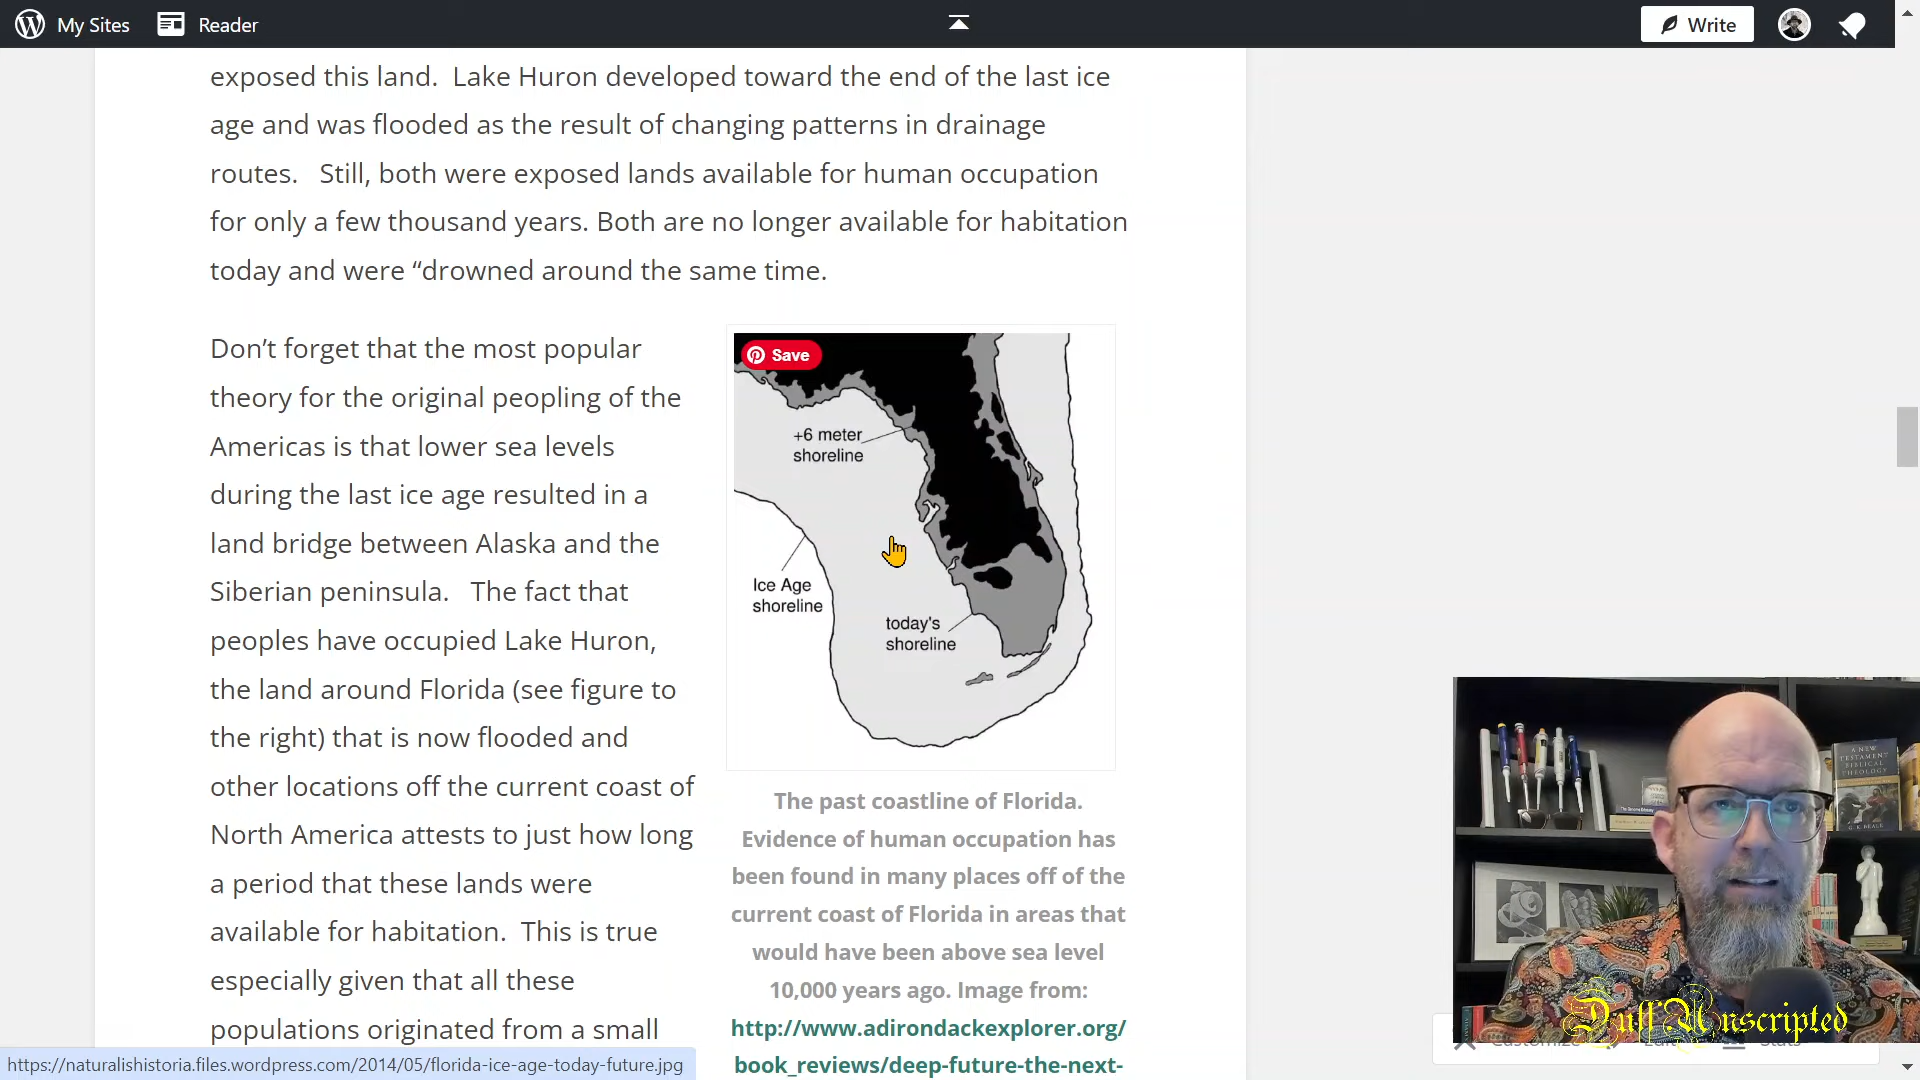 My Sites
Reader
Write
exposed this land.  Lake Huron developed toward the end of the last ice
age and was flooded as the result of changing patterns in drainage
routes.   Still, both were exposed lands available for human occupation
for only a few thousand years. Both are no longer available for habitation
today and were “drowned around the same time.
Don’t forget that the most popular
theory for the original peopling of the
Americas is that lower sea levels
during the last ice age resulted in a
land bridge between Alaska and the
Siberian peninsula.   The fact that
peoples have occupied Lake Huron,
the land around Florida (see figure to
the right) that is now flooded and
other locations off the current coast of
North America attests to just how long
a period that these lands were
available for habitation.  This is true
especially given that all these
populations originated from a small
Save
+6 meter
shoreline
Ice Age
shoreline
today's
shoreline
The past coastline of Florida.
Evidence of human occupation has
been found in many places off of the
current coast of Florida in areas that
would have been above sea level
10,000 years ago. Image from:
http://www.adirondackexplorer.org/
book_reviews/deep-future-the-next-
https://naturalishistoria.files.wordpress.com/2014/05/florida-ice-age-today-future.jpg
A NEW
TESTAMENT
BIBLICAL
THEOLOGY
G. K. BEALE
Duff Unscripted
Customize
Edit
Stats